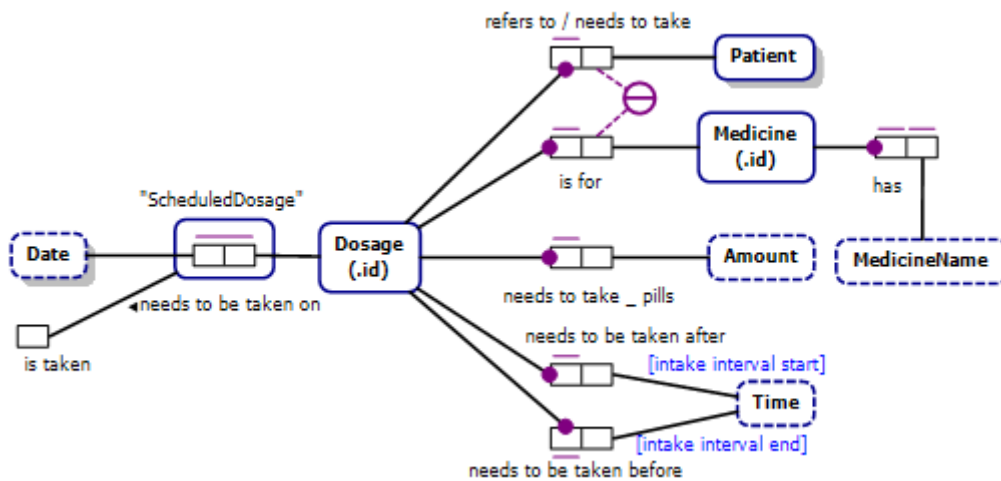 refers to / needs to take
Patient
Medicine
(.id)
is for
has
"ScheduledDosage"
Date
Dosage
(.id)
Amount
MedicineName
◄needs to be taken on
needs to take _ pills
is taken
needs to be taken after
[intake interval start]
Time
[intake interval end]
needs to be taken before